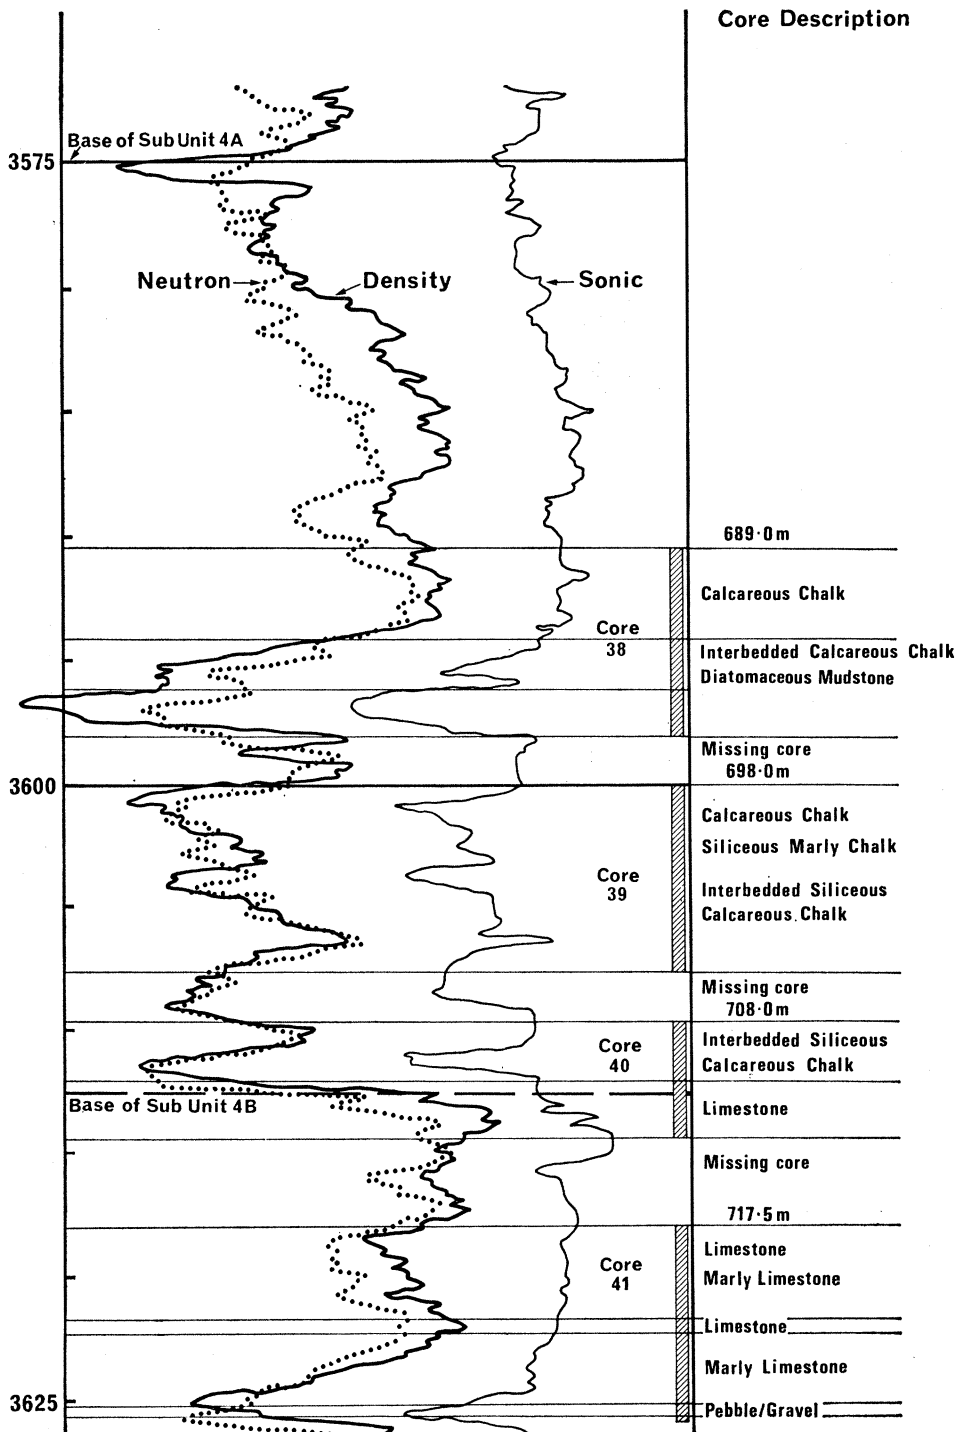 Core Description
Base of Sub Unit 4A
3575
Neutron
Density
Sonic
689·0m
Calcareous Chalk
Core
38
Interbedded Calcareous Chalk
Diatomaceous Mudstone
Missing core
698·0m
3600
Calcareous Chalk
Siliceous Marly Chalk
Core
39
Interbedded Siliceous
Calcareous Chalk
Missing core
708·0m
Core
40
Interbedded Siliceous
Calcareous Chalk
Base of Sub Unit 4B
Limestone
Missing core
717·5m
Core
41
Limestone
Marly Limestone
Limestone
Marly Limestone
3625
Pebble/Gravel